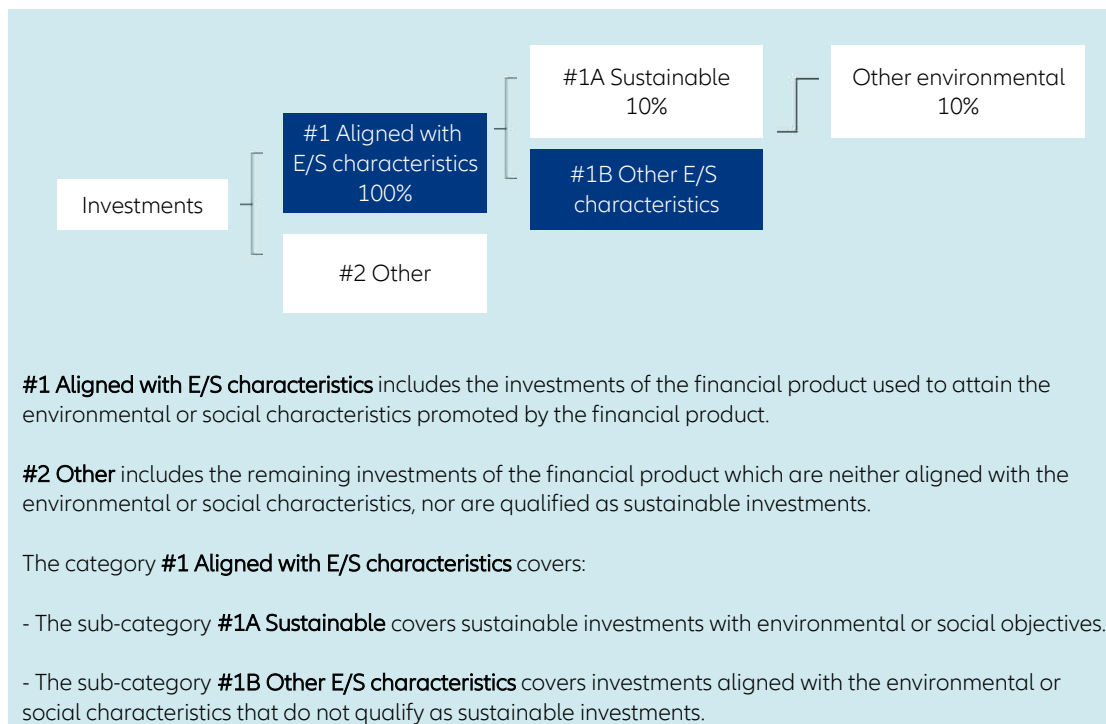 #1A Sustainable
10%
Other environmental
10%
#1 Aligned with
E/S characteristics
100%
#1B Other E/S
characteristics
Investments
#2 Other
#1 Aligned with E/S characteristics includes the investments of the financial product used to attain the
environmental or social characteristics promoted by the financial product.
#2 Other includes the remaining investments of the financial product which are neither aligned with the
environmental or social characteristics, nor are qualified as sustainable investments.
The category #1 Aligned with E/S characteristics covers:
- The sub-category #1A Sustainable covers sustainable investments with environmental or social objectives.
- The sub-category #1B Other E/S characteristics covers investments aligned with the environmental or
social characteristics that do not qualify as sustainable investments.